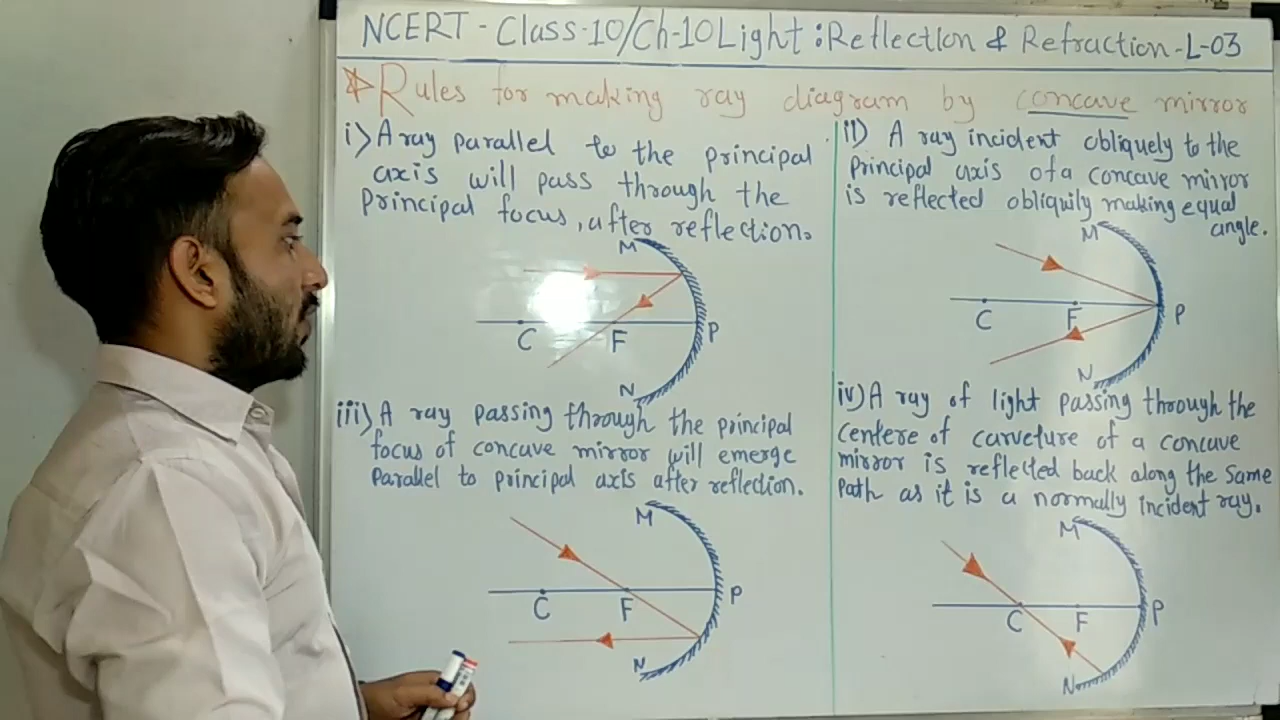 NCERT - Class-10/Ch-10 Light : Reflection & Refraction - L-03
Rules for making ray diagram by concave mirror
i) A ray parallel to the principal
axis will pass through the
Principal focus, after reflection.
M
C F P
N
ii) A ray incident obliquely to the
Principal axis of a concave mirror
is reflected obliquily making equal
angle.
M
C F P
N
iii) A ray passing through the principal
focus of concave mirror will emerge
Parallel to principal axis after reflection.
M
C F P
N
iv) A ray of light passing through the
Centere of curveture of a concave
mirror is reflected back along the same
Path as it is a normally incident ray.
M
C F P
N